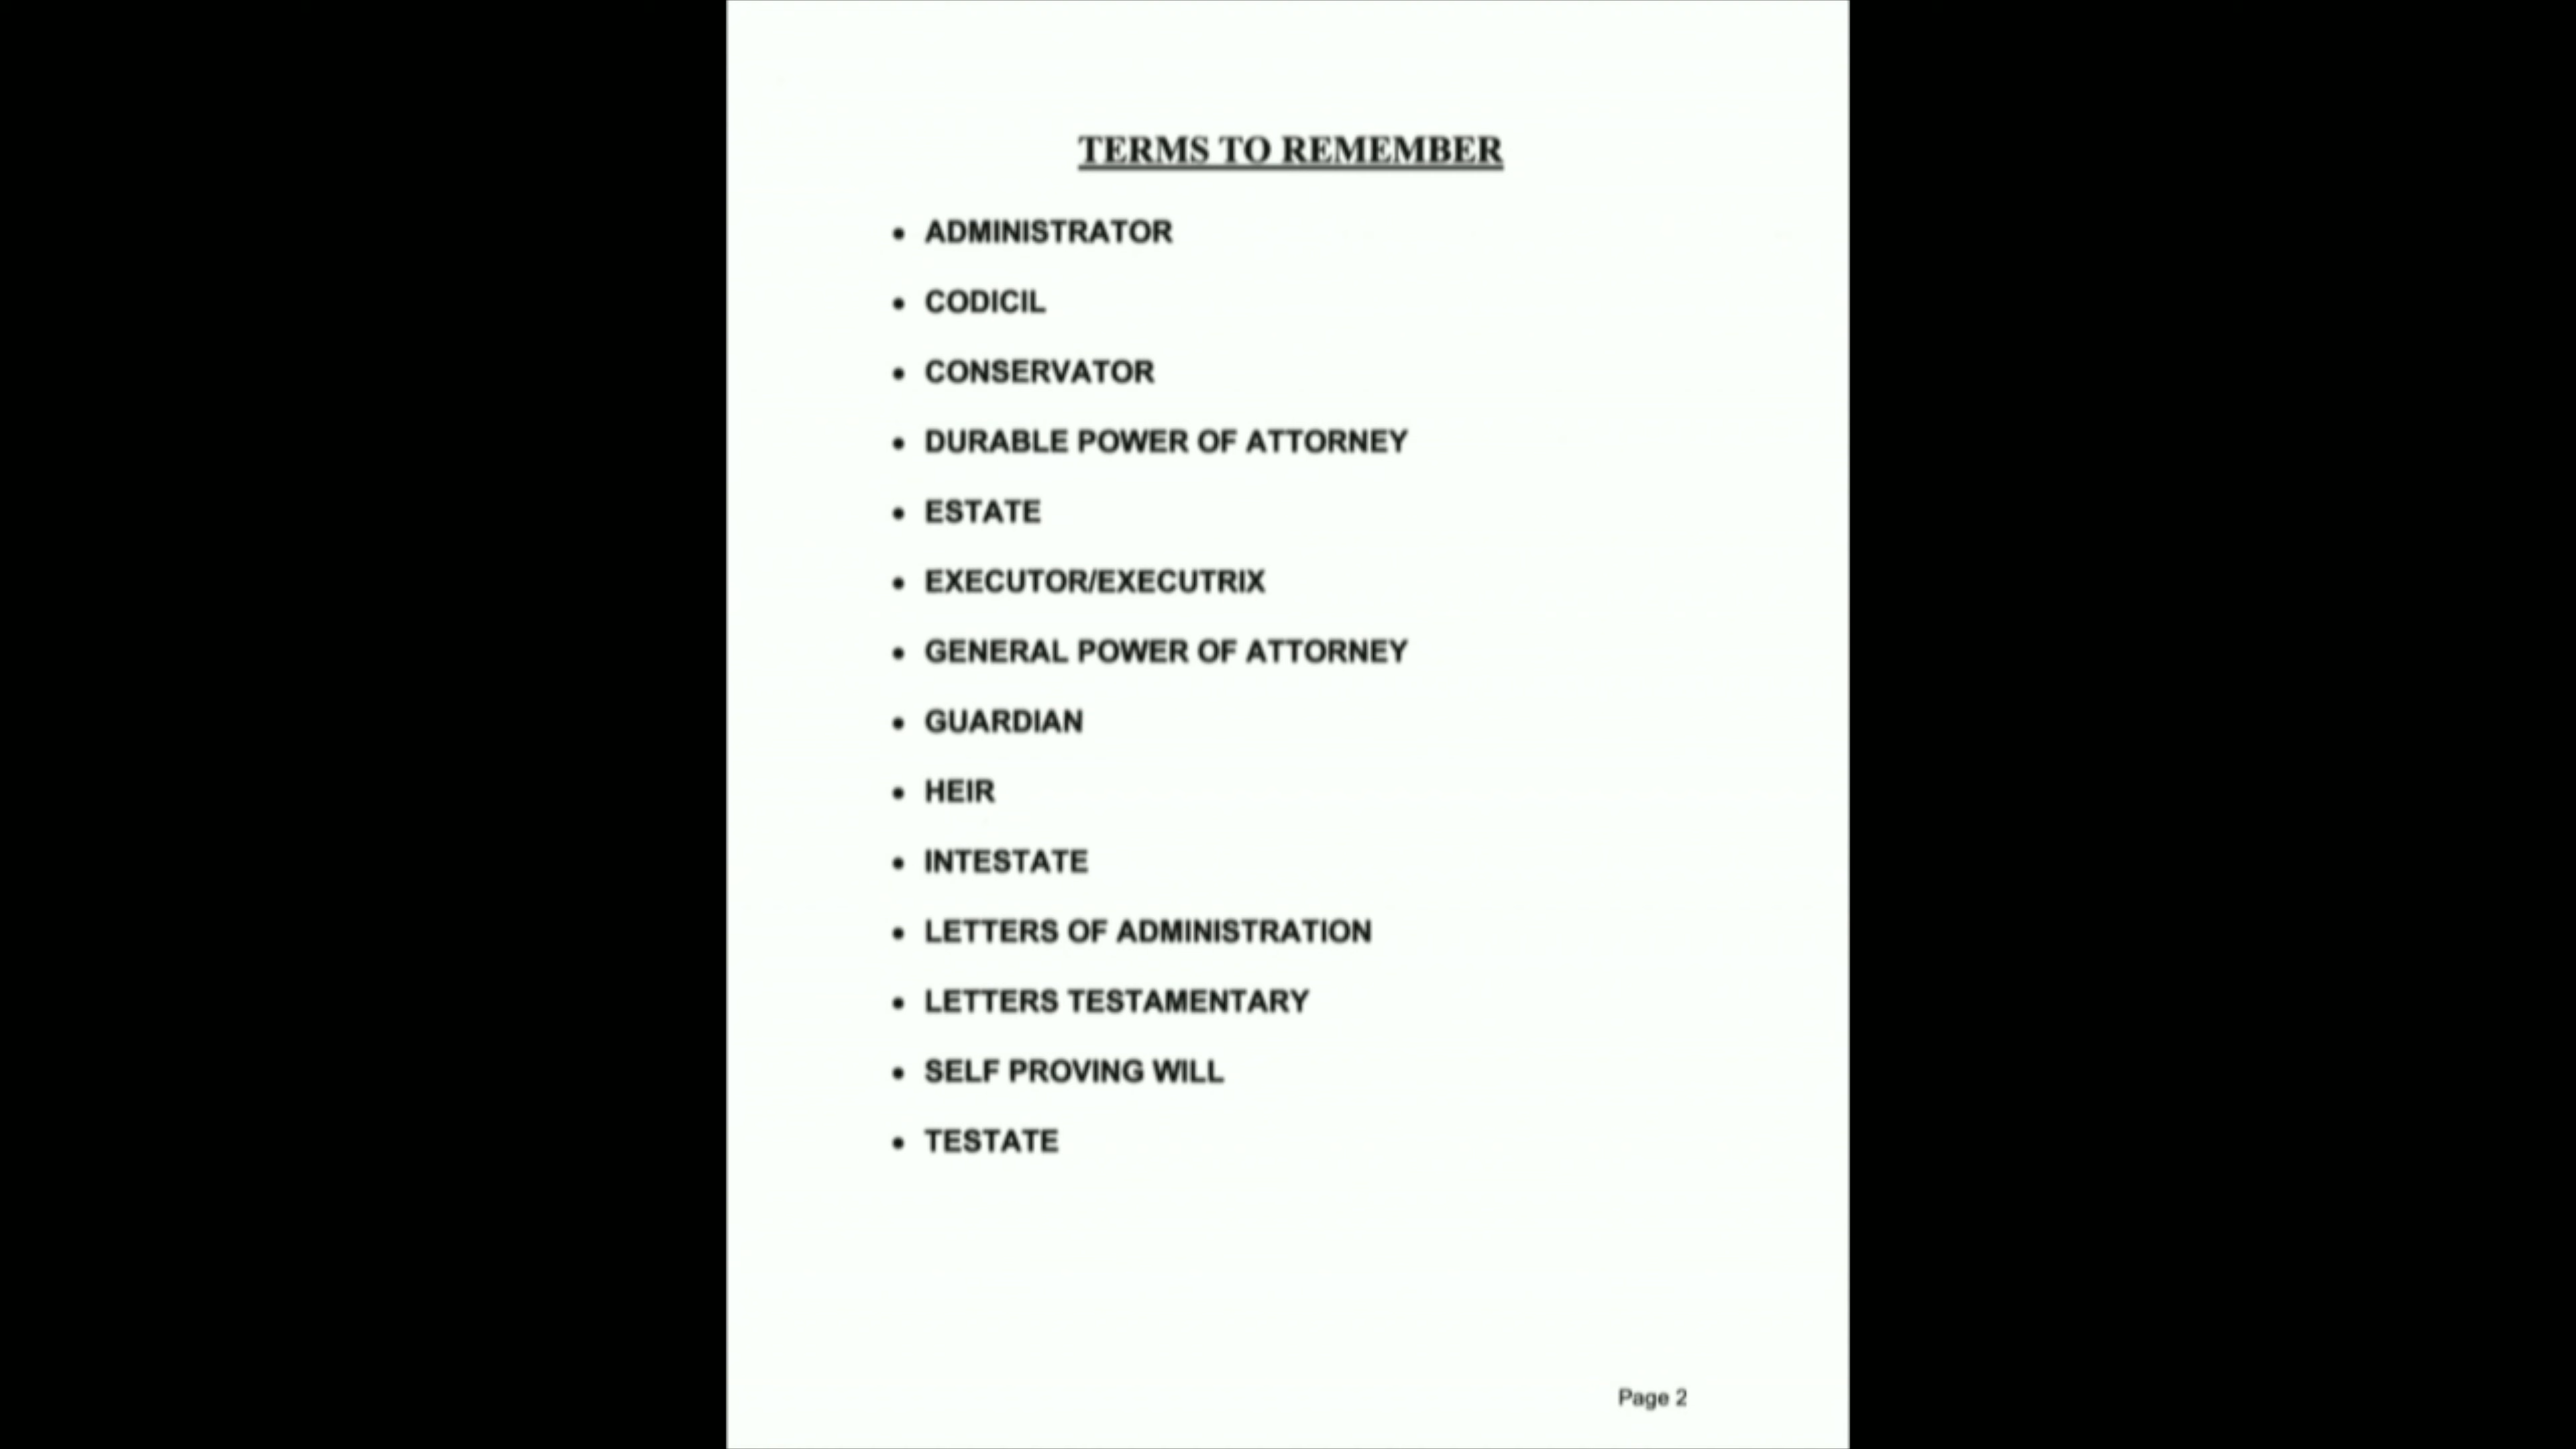 TERMS TO REMEMBER
• ADMINISTRATOR
• CODICIL
• CONSERVATOR
• DURABLE POWER OF ATTORNEY
• ESTATE
• EXECUTOR/EXECUTRIX
• GENERAL POWER OF ATTORNEY
• GUARDIAN
• HEIR
• INTESTATE
• LETTERS OF ADMINISTRATION
• LETTERS TESTAMENTARY
• SELF PROVING WILL
• TESTATE
Page 2